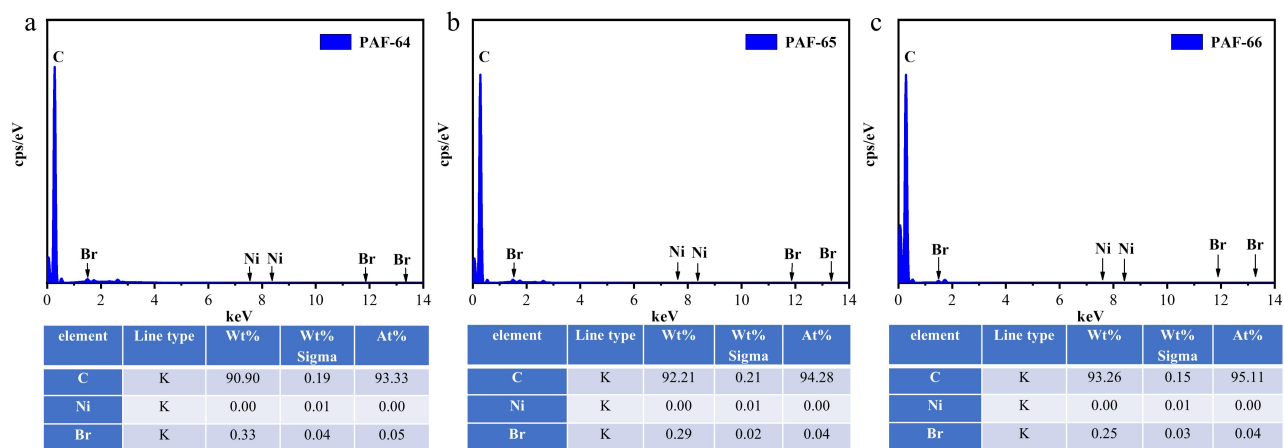 a
PAF-64
C
cps/eV
Br
Ni
Ni
Br
Br
0 2 4 6 8 10 12 14
keV
element Line type Wt% Wt% Sigma At%
C K 90.90 0.19 93.33
Ni K 0.00 0.01 0.00
Br K 0.33 0.04 0.05
b
PAF-65
C
cps/eV
Br
Ni
Ni
Br
Br
0 2 4 6 8 10 12 14
keV
element Line type Wt% Wt% Sigma At%
C K 92.21 0.21 94.28
Ni K 0.00 0.01 0.00
Br K 0.29 0.02 0.04
c
PAF-66
C
cps/eV
Br
Ni
Ni
Br
Br
0 2 4 6 8 10 12 14
keV
element Line type Wt% Wt% Sigma At%
C K 93.26 0.15 95.11
Ni K 0.00 0.01 0.00
Br K 0.25 0.03 0.04